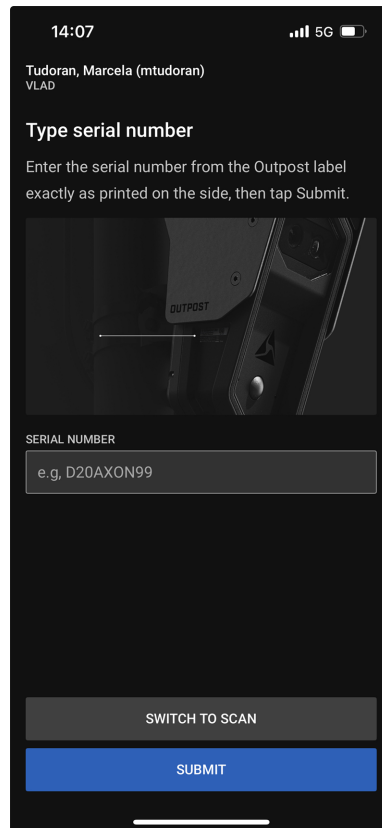 14:07
5G
Tudoran, Marcela (mtudoran)
VLAD
Type serial number
Enter the serial number from the Outpost label
exactly as printed on the side, then tap Submit.
OUTPOST
SERIAL NUMBER
e.g, D20AXON99
SWITCH TO SCAN
SUBMIT